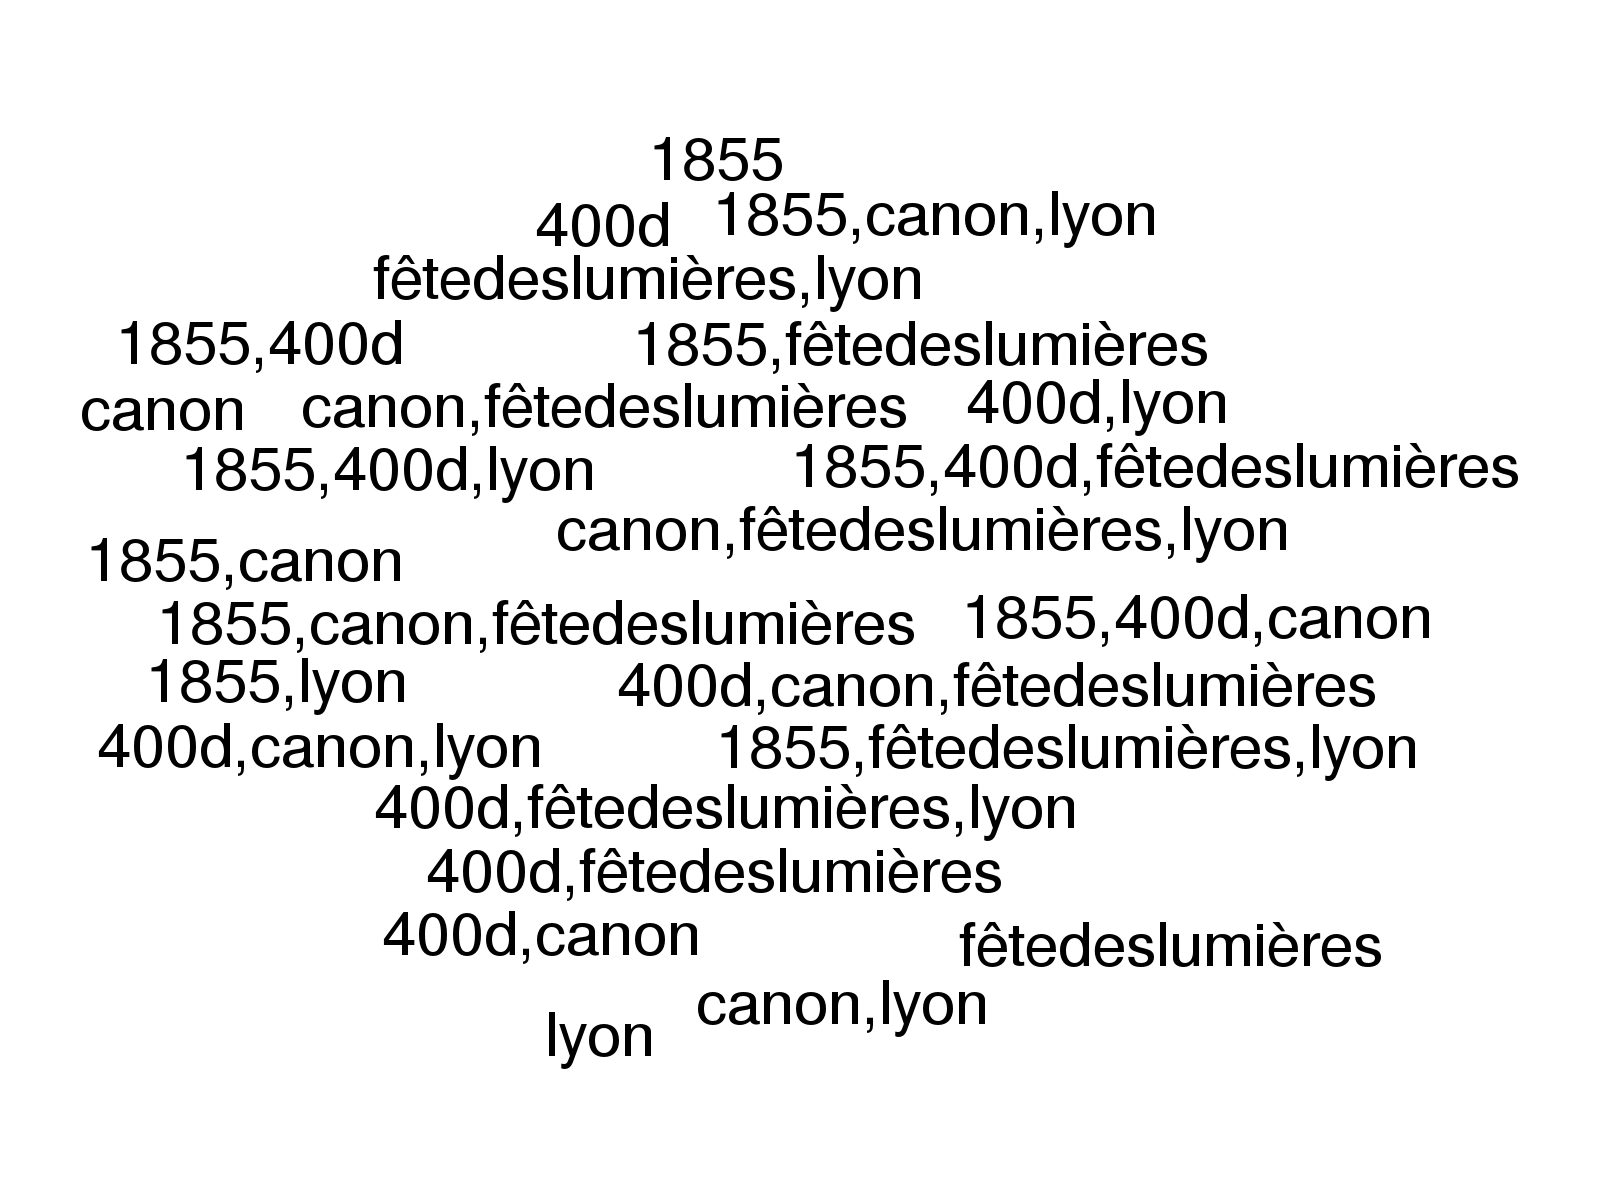 1855
400d 1855,canon,lyon
fêtedeslumières,lyon
1855,400d 1855,fêtedeslumières
canon canon,fêtedeslumières 400d,lyon
1855,400d,lyon 1855,400d,fêtedeslumières
canon,fêtedeslumières,lyon
1855,canon
1855,canon,fêtedeslumières 1855,400d,canon
1855,lyon 400d,canon,fêtedeslumières
400d,canon,lyon 1855,fêtedeslumières,lyon
400d,fêtedeslumières,lyon
400d,fêtedeslumières
400d,canon fêtedeslumières
canon,lyon
lyon